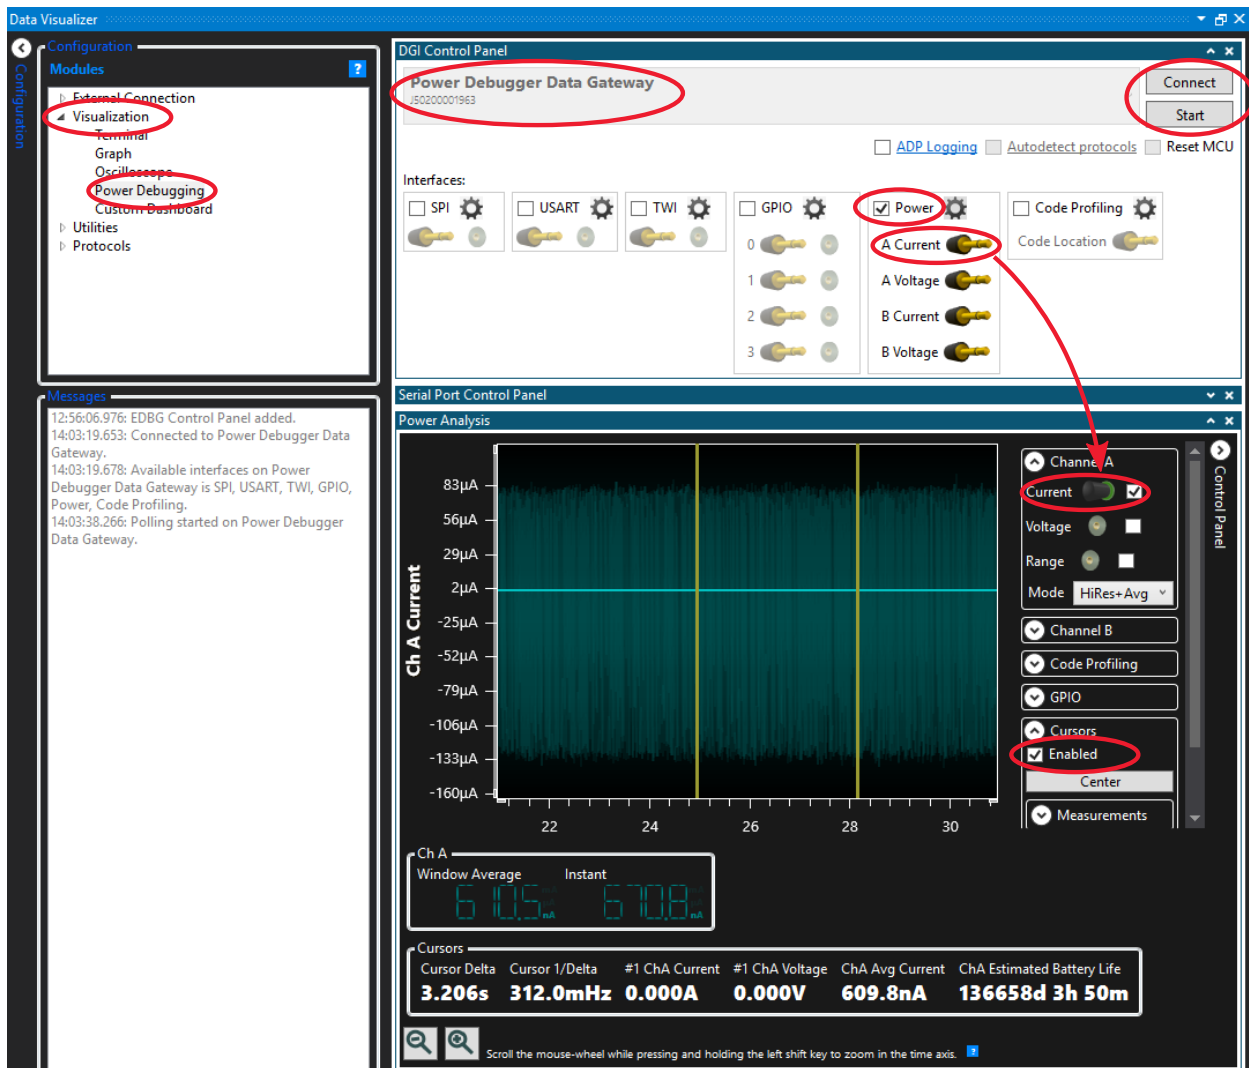 Data Visualizer
Configuration
Configuration
Modules
?
External Connection
Visualization
Terminal
Graph
Oscilloscope
Power Debugging
Custom Dashboard
Utilities
Protocols
Messages
12:56:06.976: EDBG Control Panel added.
14:03:19.653: Connected to Power Debugger Data
Gateway.
14:03:19.678: Available interfaces on Power
Debugger Data Gateway is SPI, USART, TWI, GPIO,
Power, Code Profiling.
14:03:38.266: Polling started on Power Debugger
Data Gateway.
DGI Control Panel
Power Debugger Data Gateway
J50200001963
Connect
Start
ADP Logging Autodetect protocols Reset MCU
Interfaces:
SPI USART TWI GPIO Power Code Profiling
0 A Current Code Location
1 A Voltage
2 B Current
3 B Voltage
Serial Port Control Panel
Power Analysis
Ch A Current
83µA
56µA
29µA
2µA
-25µA
-52µA
-79µA
-106µA
-133µA
-160µA
22 24 26 28 30
Channel A
Current
Voltage
Range
Mode HiRes+Avg
Channel B
Code Profiling
GPIO
Cursors
Enabled
Center
Measurements
Control Panel
Ch A
Window Average Instant
610.5 nA 670.8 nA
Cursors
Cursor Delta Cursor 1/Delta #1 ChA Current #1 ChA Voltage ChA Avg Current ChA Estimated Battery Life
3.206s 312.0mHz 0.000A 0.000V 609.8nA 136658d 3h 50m
Scroll the mouse-wheel while pressing and holding the left shift key to zoom in the time axis. ?